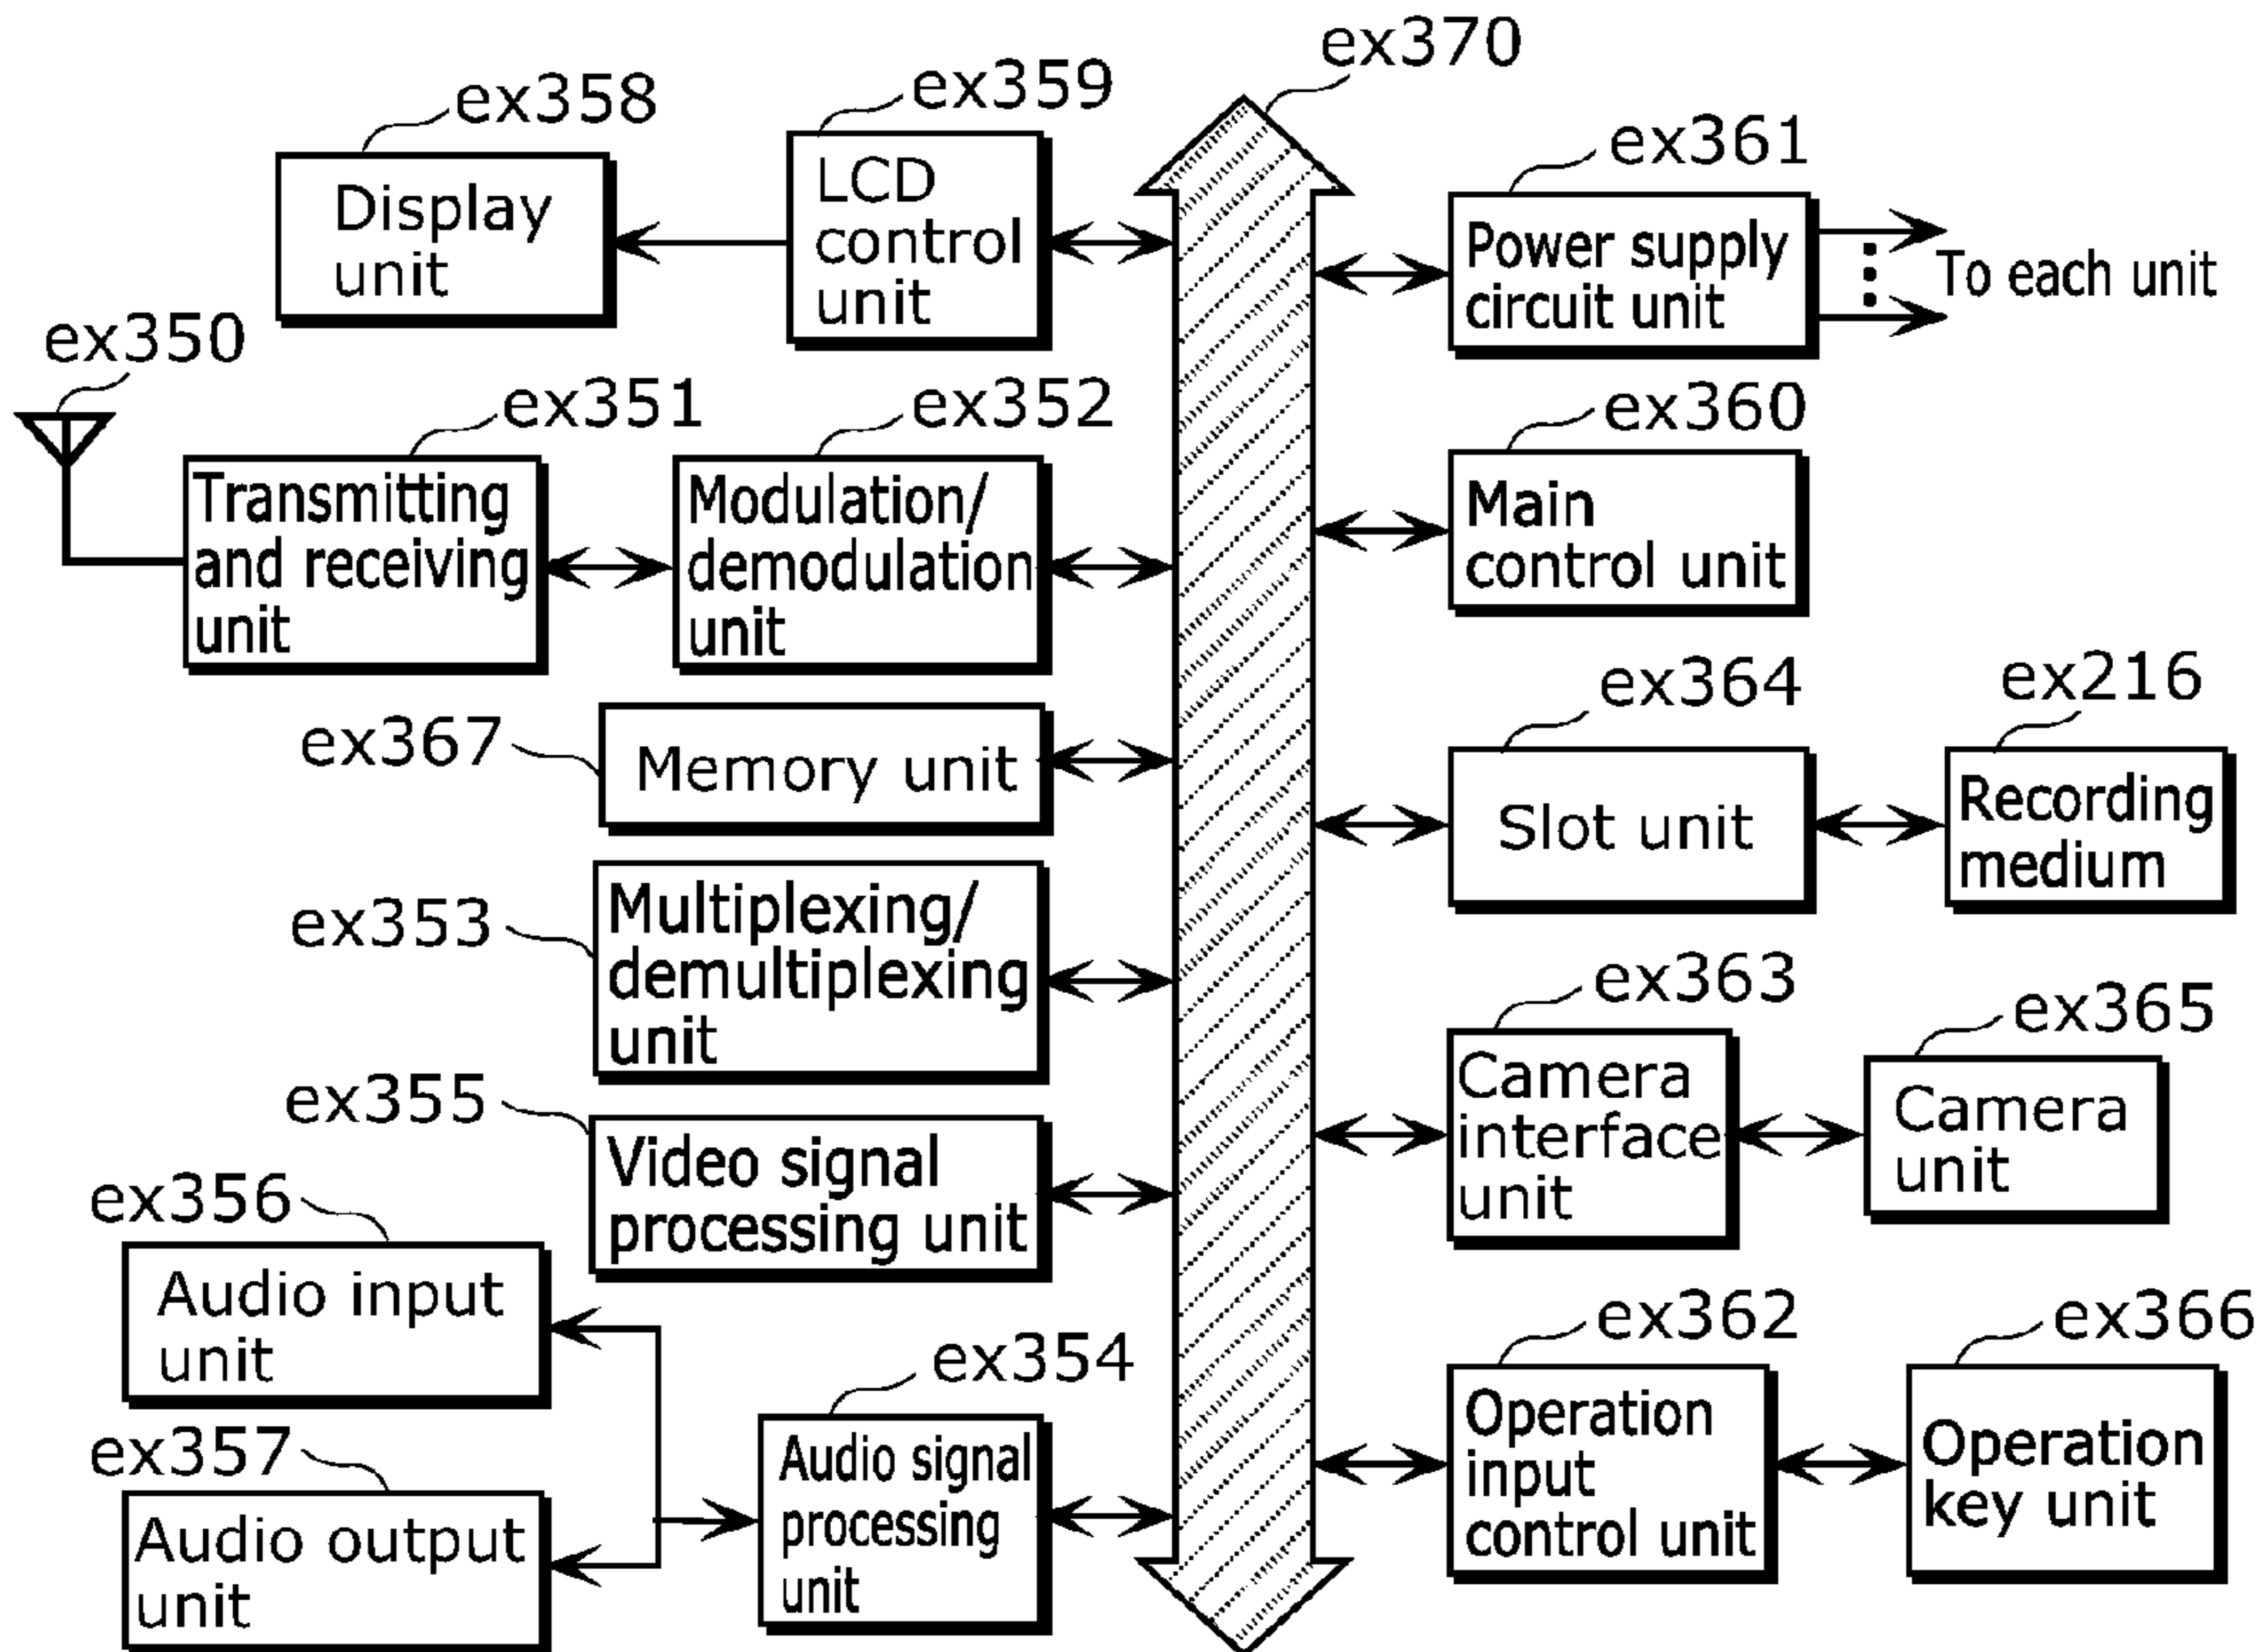 ex370
ex358
ex359
ex361
Display
unit
LCD
control
unit
Power supply
circuit unit
To each unit
ex350
ex351
ex352
ex360
Transmitting
and receiving
unit
Modulation/
demodulation
unit
Main
control unit
ex364
ex216
ex367
Memory unit
Slot unit
Recording
medium
ex353
Multiplexing/
demultiplexing
unit
ex363
ex365
Camera
interface
unit
Camera
unit
ex355
Video signal
processing unit
ex356
Audio input
unit
ex362
ex366
ex354
Operation
input
control unit
Operation
key unit
ex357
Audio output
unit
Audio signal
processing
unit